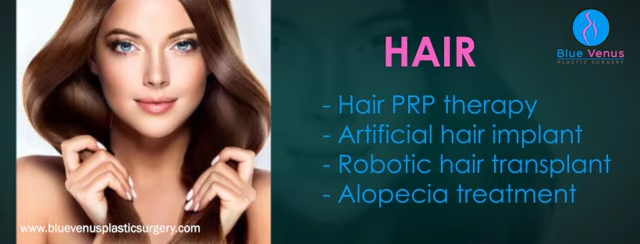 HAIR
Blue Venus
PLASTIC SURGERY
- Hair PRP therapy
- Artificial hair implant
- Robotic hair transplant
- Alopecia treatment
www.bluevenusplasticsurgery.com